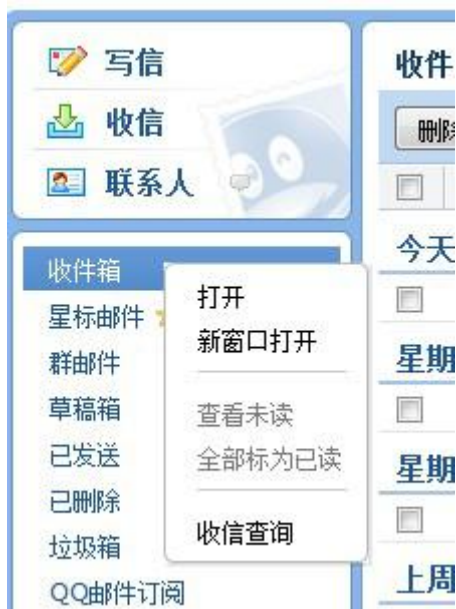 写信
收信
联系人
收件箱
星标邮件
群邮件
草稿箱
已发送
已删除
垃圾箱
QQ邮件订阅
打开
新窗口打开
查看未读
全部标为已读
收信查询
收件
删除
今天
星期
星期
上周